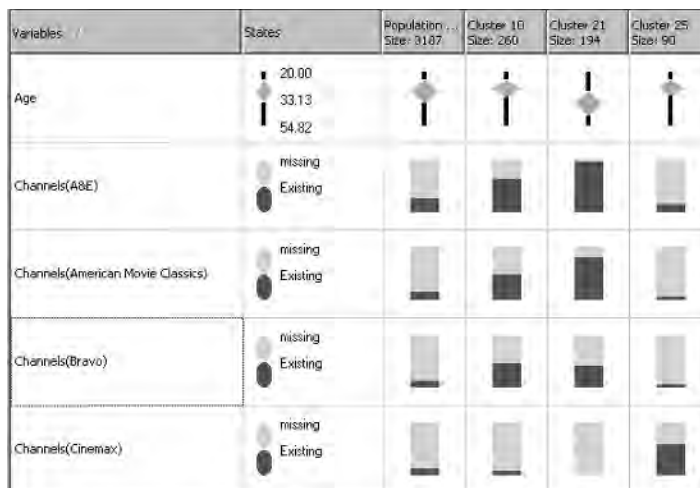 Variables
States
Population ...
Size: 3187
Cluster 10
Size: 260
Cluster 21
Size: 194
Cluster 25
Size: 90
Age
20.00
33.13
54.82
Channels(A&E)
missing
Existing
Channels(American Movie Classics)
missing
Existing
Channels(Bravo)
missing
Existing
Channels(Cinemax)
missing
Existing